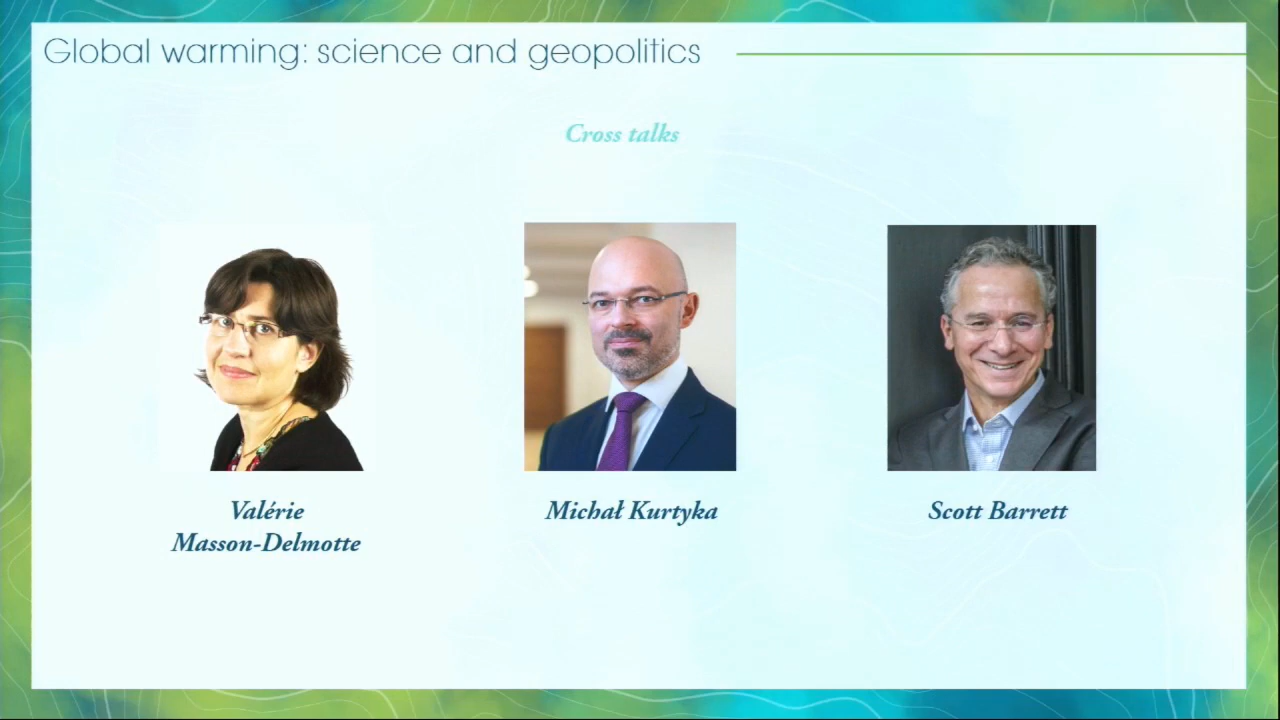 Global warming: science and geopolitics
Cross talks
Valérie
Masson-Delmotte
Michał Kurtyka
Scott Barrett